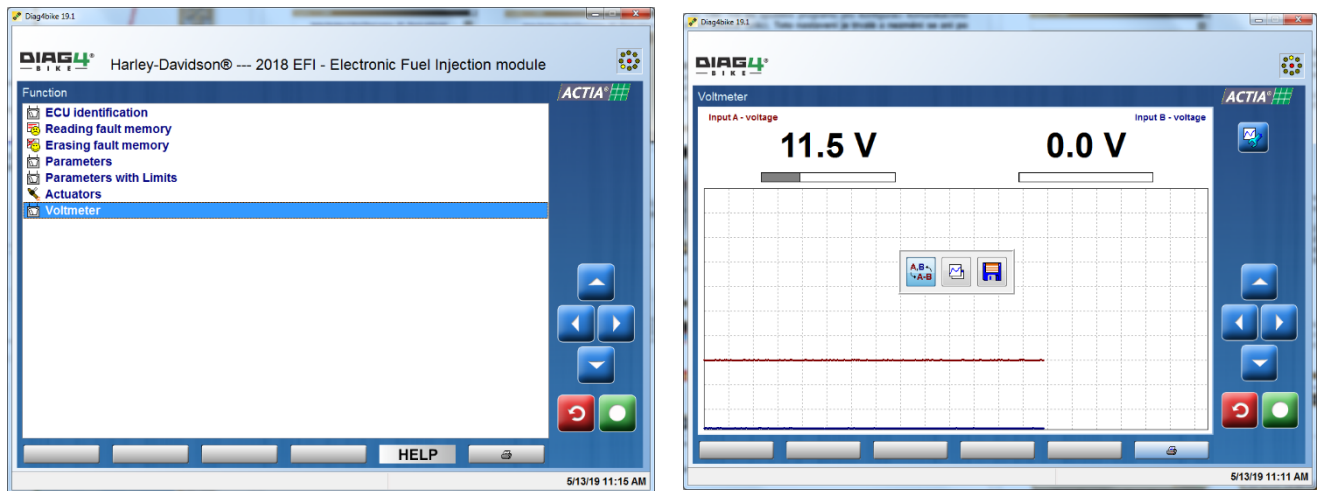 Diag4bike 19.1
DIAG4®
BIKE
Harley-Davidson® --- 2018 EFI - Electronic Fuel Injection module
Function
ACTIA®
ECU identification
Reading fault memory
Erasing fault memory
Parameters
Parameters with Limits
Actuators
Voltmeter
HELP
5/13/19 11:15 AM
Diag4bike 19.1
DIAG4®
BIKE
Voltmeter
ACTIA®
Input A - voltage
Input B - voltage
11.5 V
0.0 V
A,B
A-B
5/13/19 11:11 AM